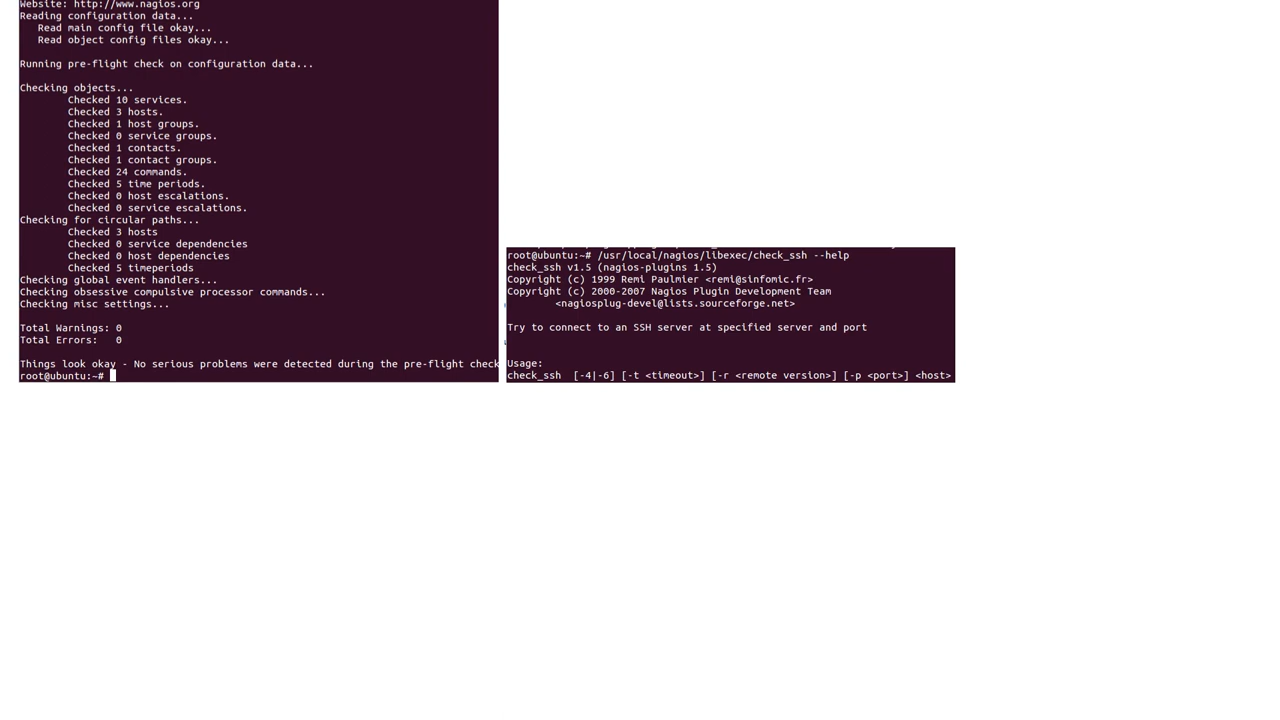 Website: http://www.nagios.org
Reading configuration data...
   Read main config file okay...
   Read object config files okay...
Running pre-flight check on configuration data...
Checking objects...
        Checked 10 services.
        Checked 3 hosts.
        Checked 1 host groups.
        Checked 0 service groups.
        Checked 1 contacts.
        Checked 1 contact groups.
        Checked 24 commands.
        Checked 5 time periods.
        Checked 0 host escalations.
        Checked 0 service escalations.
Checking for circular paths...
        Checked 3 hosts
        Checked 0 service dependencies
        Checked 0 host dependencies
        Checked 5 timeperiods
Checking global event handlers...
Checking obsessive compulsive processor commands...
Checking misc settings...
Total Warnings: 0
Total Errors:   0
Things look okay - No serious problems were detected during the pre-flight check
root@ubuntu:~#
root@ubuntu:~# /usr/local/nagios/libexec/check_ssh --help
check_ssh v1.5 (nagios-plugins 1.5)
Copyright (c) 1999 Remi Paulmier <remi@sinfomic.fr>
Copyright (c) 2000-2007 Nagios Plugin Development Team
        <nagiosplug-devel@lists.sourceforge.net>
Try to connect to an SSH server at specified server and port
Usage:
check_ssh  [-4|-6] [-t <timeout>] [-r <remote version>] [-p <port>] <host>